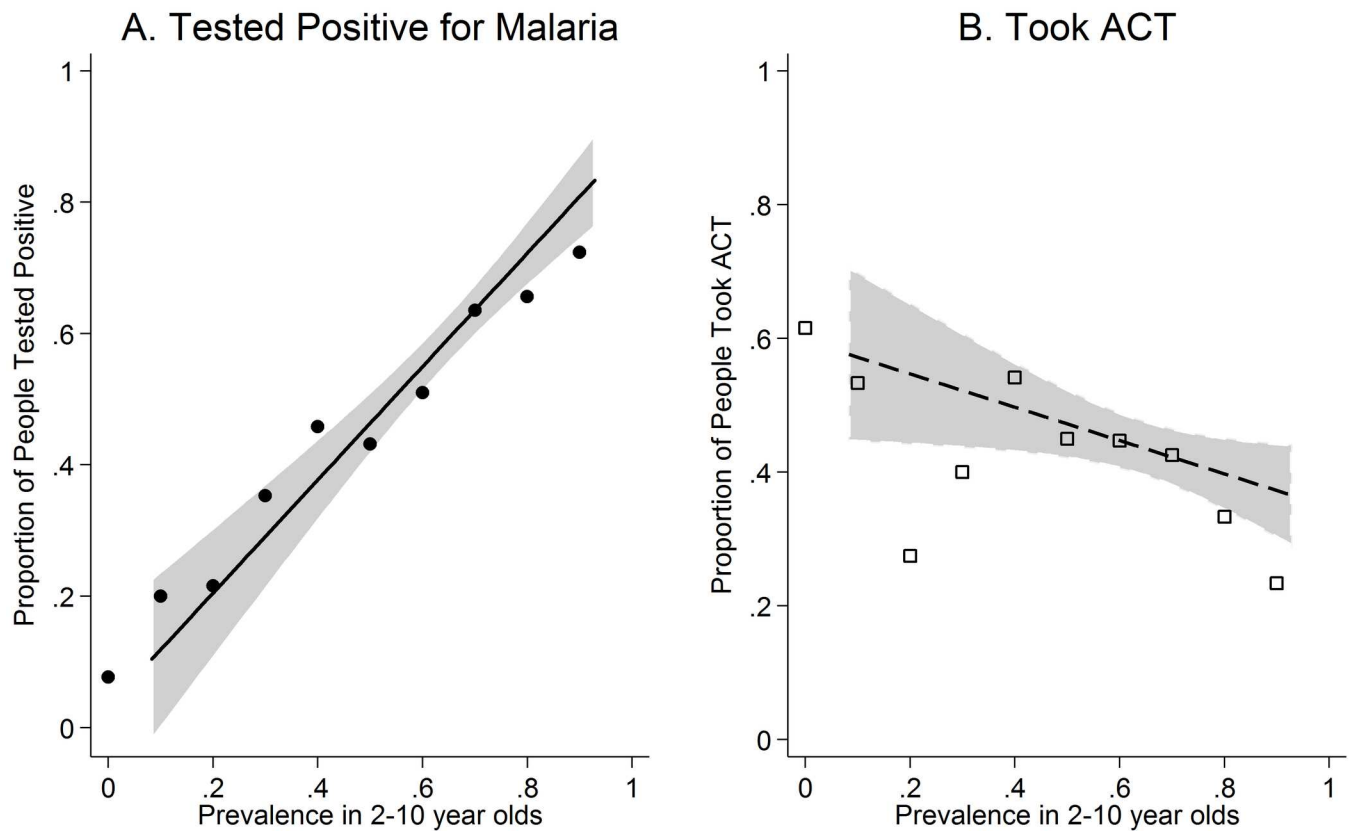 A. Tested Positive for Malaria
Proportion of People Tested Positive
1
.8
.6
.4
.2
0
0 .2 .4 .6 .8 1
Prevalence in 2-10 year olds
B. Took ACT
Proportion of People Took ACT
1
.8
.6
.4
.2
0
0 .2 .4 .6 .8 1
Prevalence in 2-10 year olds